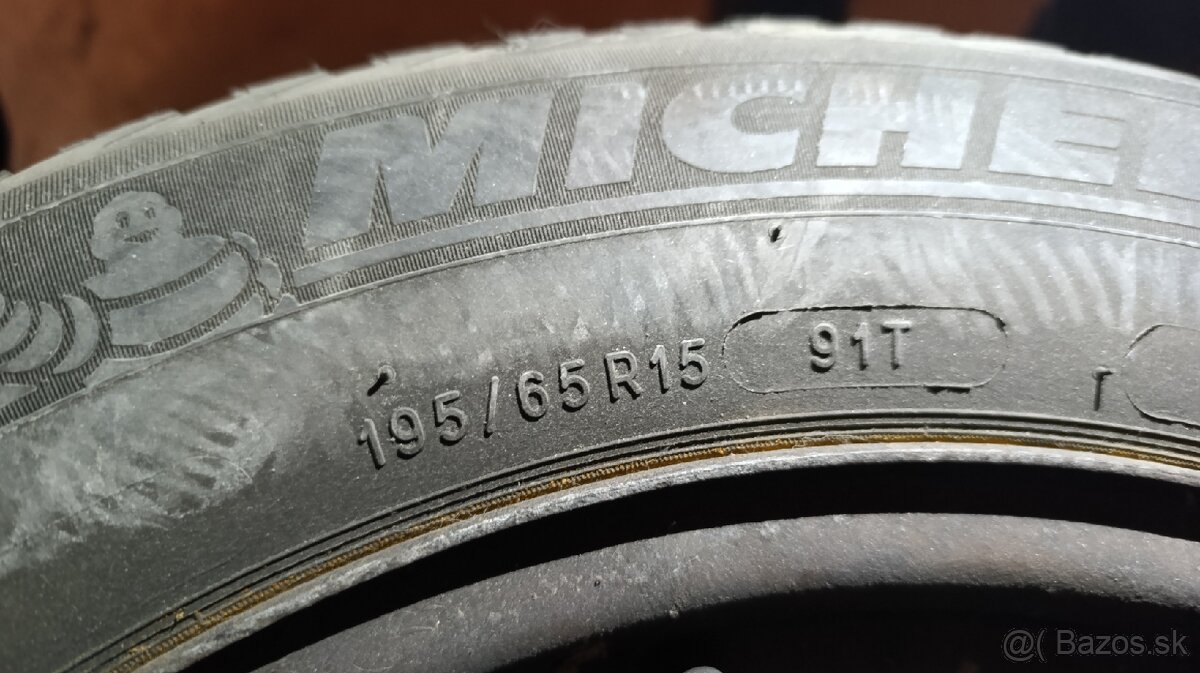 MICHE
195/65R15 91T
@( Bazos.sk